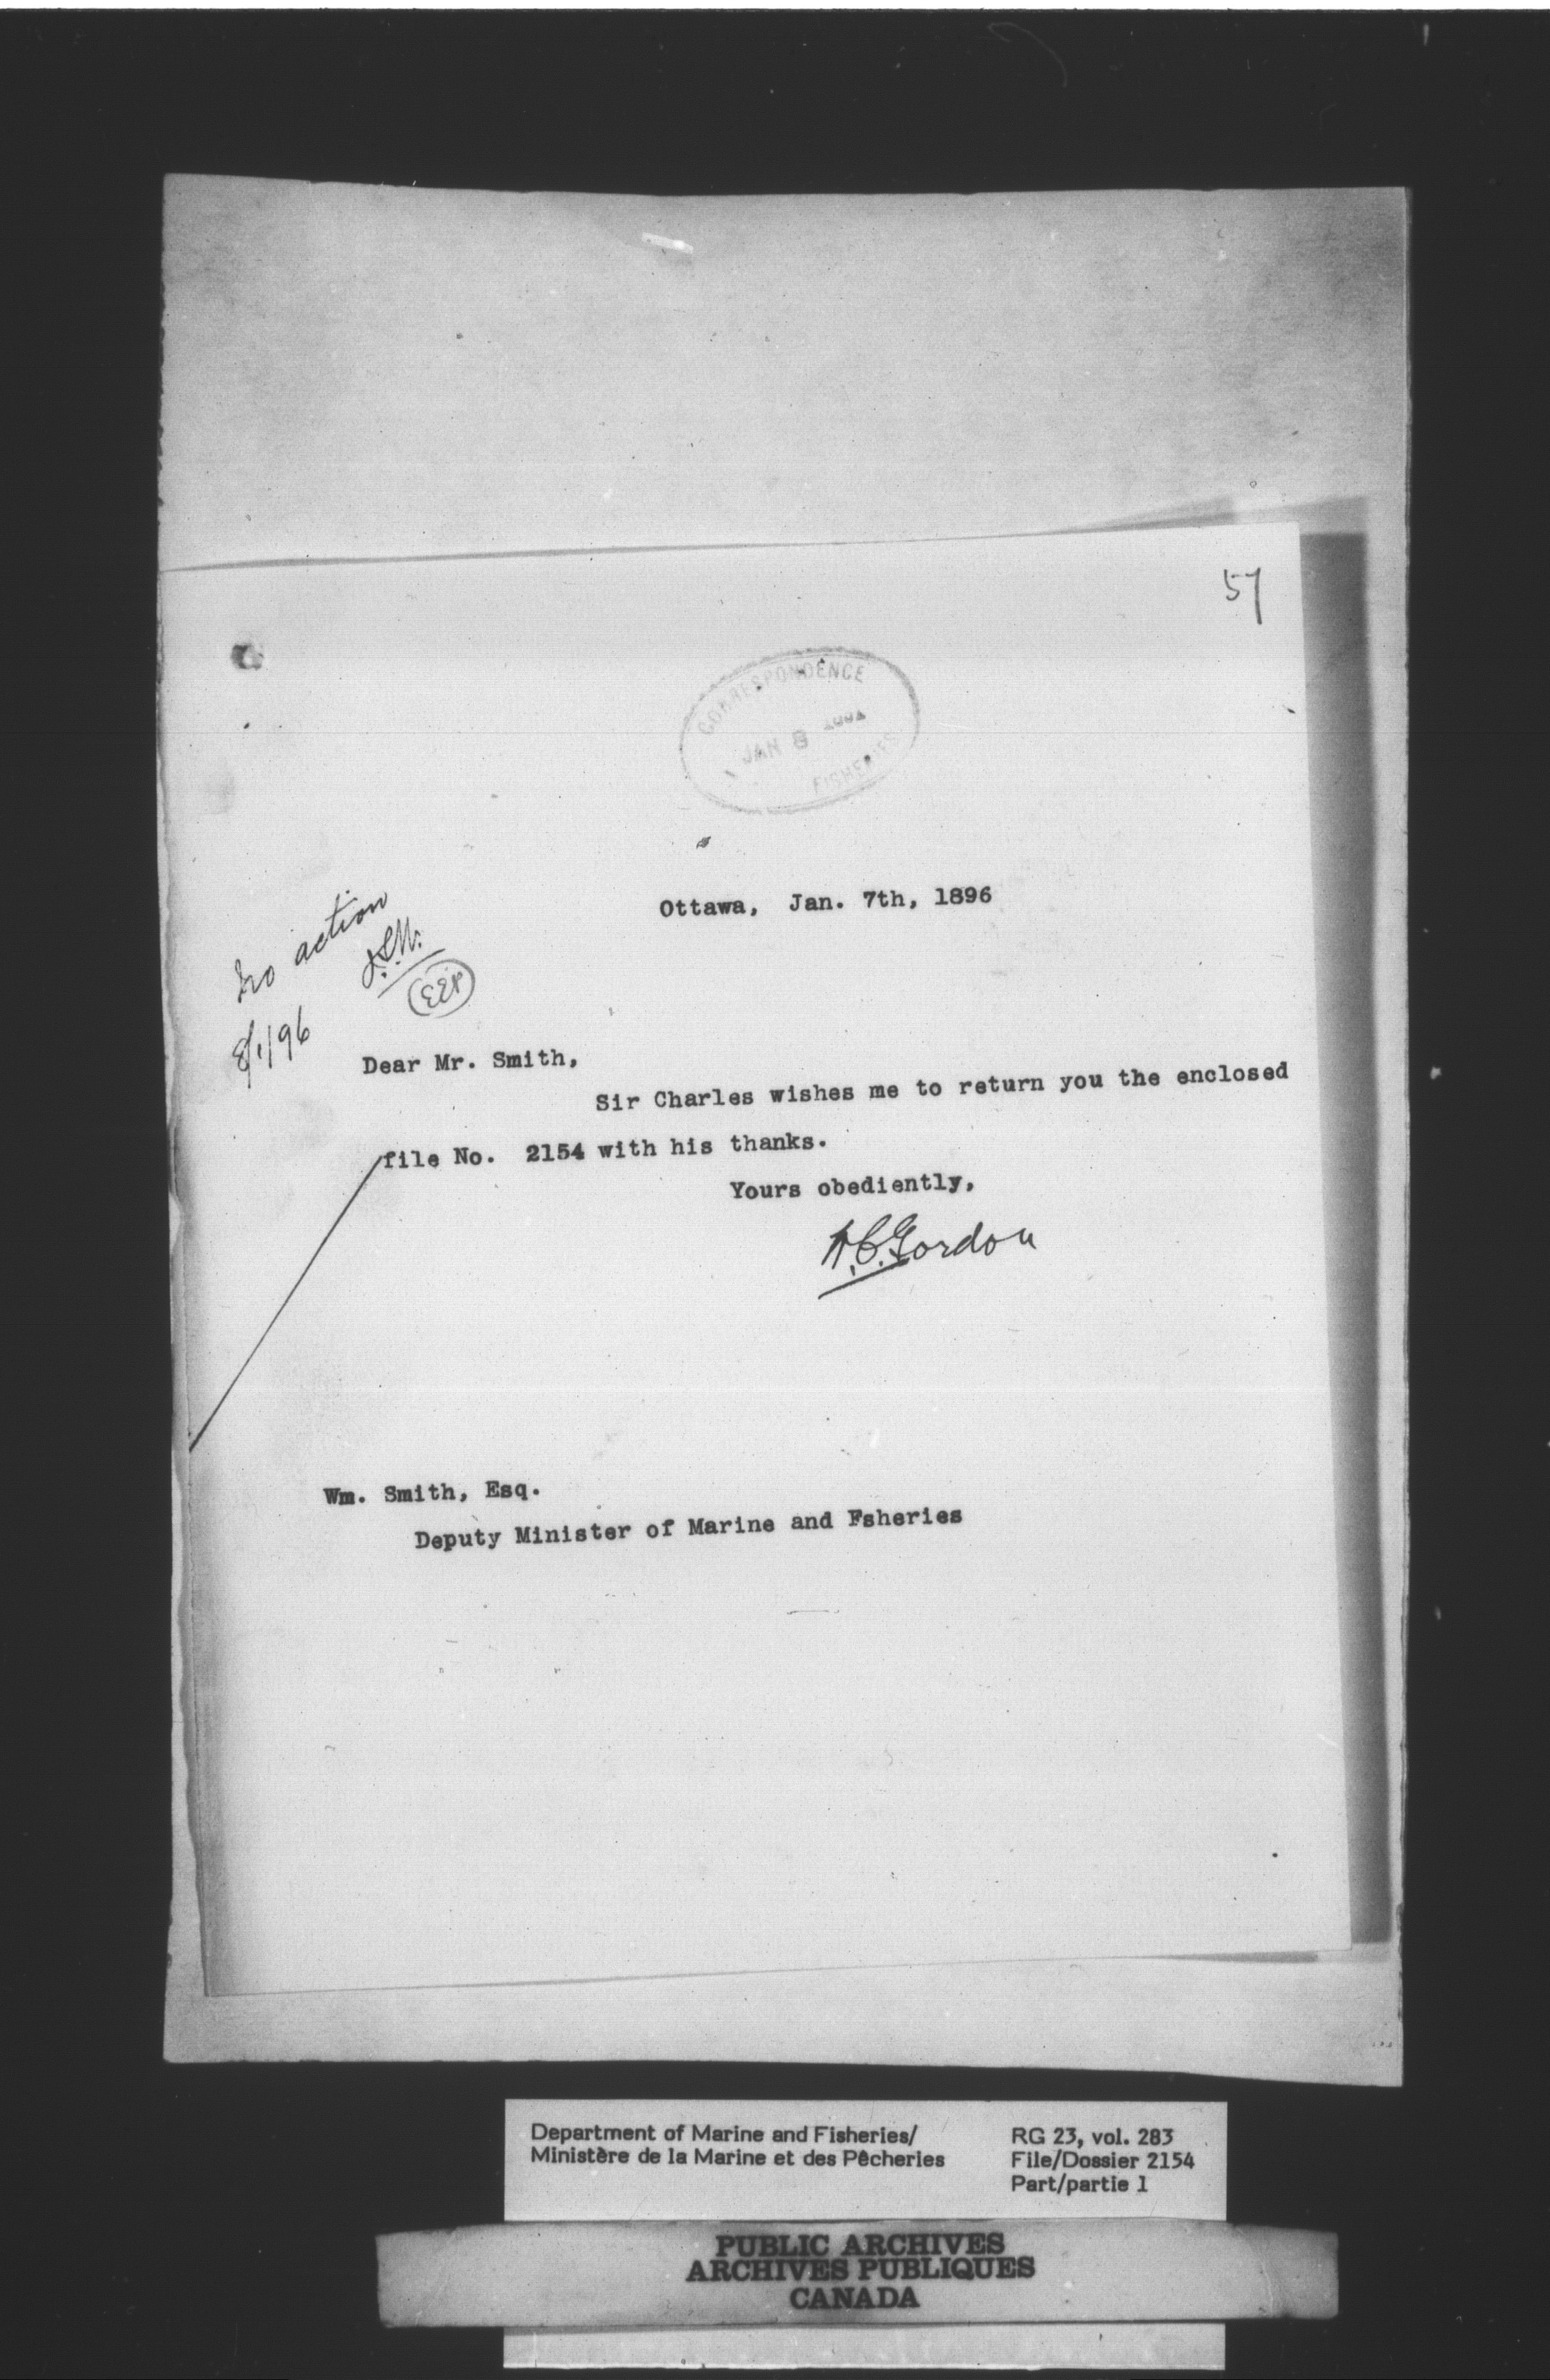 57
CORRESPONDENCE
JAN 8
FISHERIES
Ottawa, Jan. 7th, 1896
No action
8/1/96
Dear Mr. Smith,
Sir Charles wishes me to return you the enclosed
file No. 2154 with his thanks.
Yours obediently,
Gordon
Wm. Smith, Esq.
Deputy Minister of Marine and Fsheries
Department of Marine and Fisheries/
Ministère de la Marine et des Pêcheries
RG 23, vol. 283
File/Dossier 2154
Part/partie 1
PUBLIC ARCHIVES
ARCHIVES PUBLIQUES
CANADA